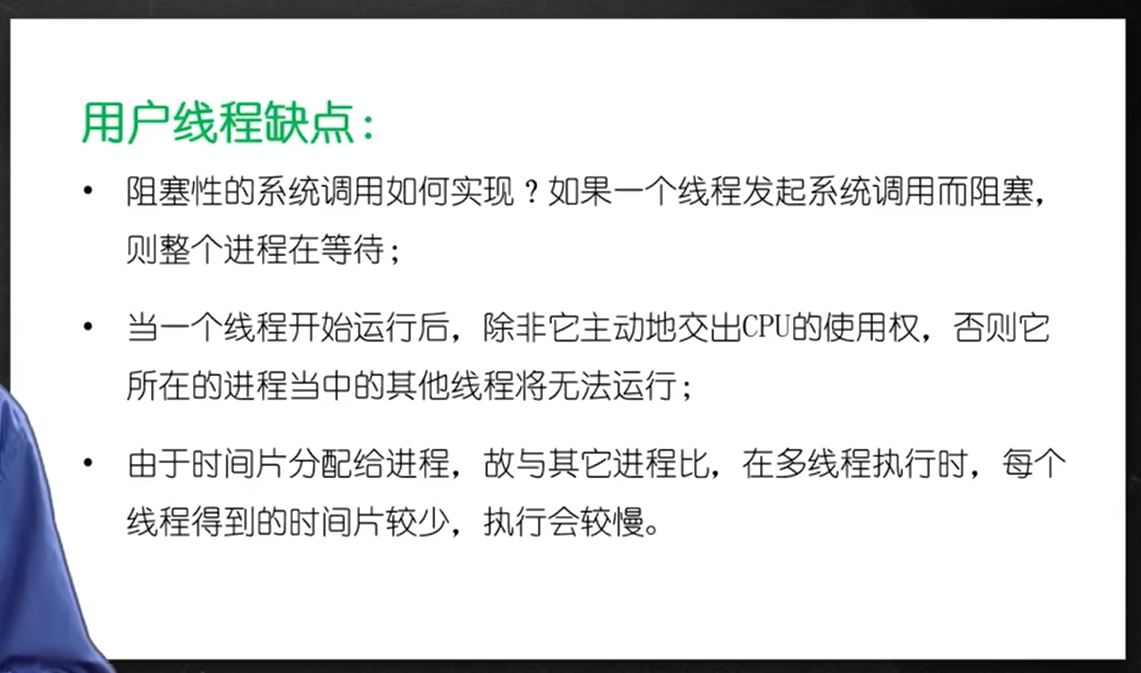 用户线程缺点：
• 阻塞性的系统调用如何实现？如果一个线程发起系统调用而阻塞，
则整个进程在等待；
• 当一个线程开始运行后，除非它主动地交出CPU的使用权，否则它
所在的进程当中的其他线程将无法运行；
• 由于时间片分配给进程，故与其它进程比，在多线程执行时，每个
线程得到的时间片较少，执行会较慢。